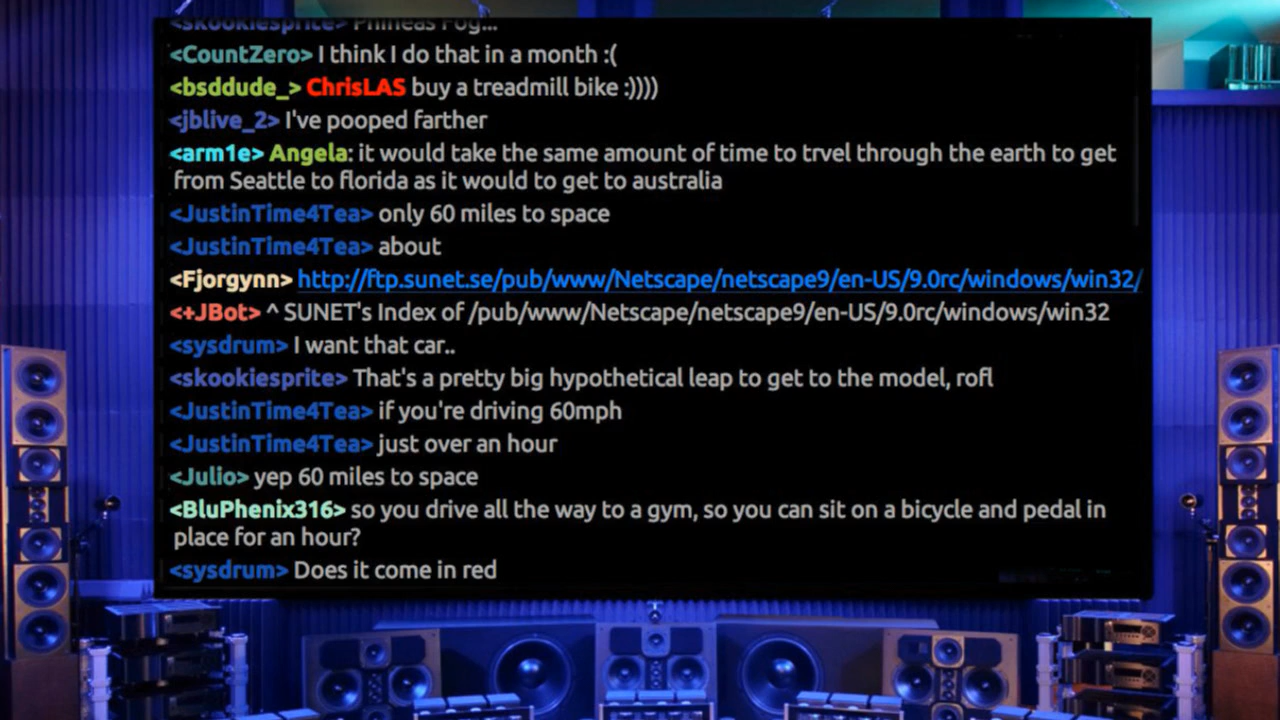 <skookiesprite> Phineas Fog...
<CountZero> I think I do that in a month :(
<bsddude_> ChrisLAS buy a treadmill bike :))))
<jblive_2> I've pooped farther
<arm1e> Angela: it would take the same amount of time to trvel through the earth to get
from Seattle to florida as it would to get to australia
<JustinTime4Tea> only 60 miles to space
<JustinTime4Tea> about
<Fjorgynn> http://ftp.sunet.se/pub/www/Netscape/netscape9/en-US/9.0rc/windows/win32/
<+JBot> ^ SUNET's Index of /pub/www/Netscape/netscape9/en-US/9.0rc/windows/win32
<sysdrum> I want that car..
<skookiesprite> That's a pretty big hypothetical leap to get to the model, rofl
<JustinTime4Tea> if you're driving 60mph
<JustinTime4Tea> just over an hour
<Julio> yep 60 miles to space
<BluPhenix316> so you drive all the way to a gym, so you can sit on a bicycle and pedal in
place for an hour?
<sysdrum> Does it come in red